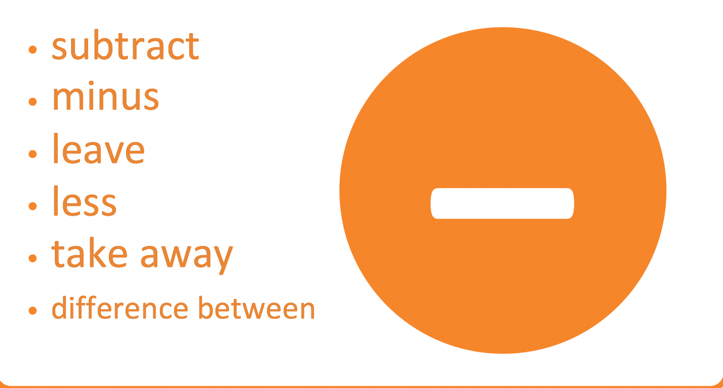 • subtract
• minus
• leave
• less
• take away
• difference between